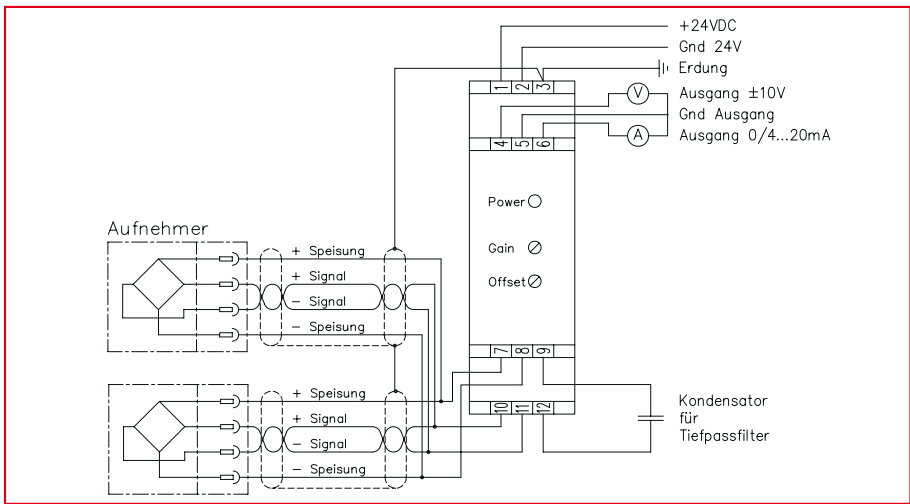 +24VDC
Gnd 24V
Erdung
1 2 3
Ausgang ±10V
V
Gnd Ausgang
Ausgang 0/4...20mA
A
4 5 6
Power
Gain
Offset
Aufnehmer
+ Speisung
+ Signal
− Signal
− Speisung
7 8 9
+ Speisung
+ Signal
− Signal
− Speisung
10 11 12
Kondensator
für
Tiefpassfilter